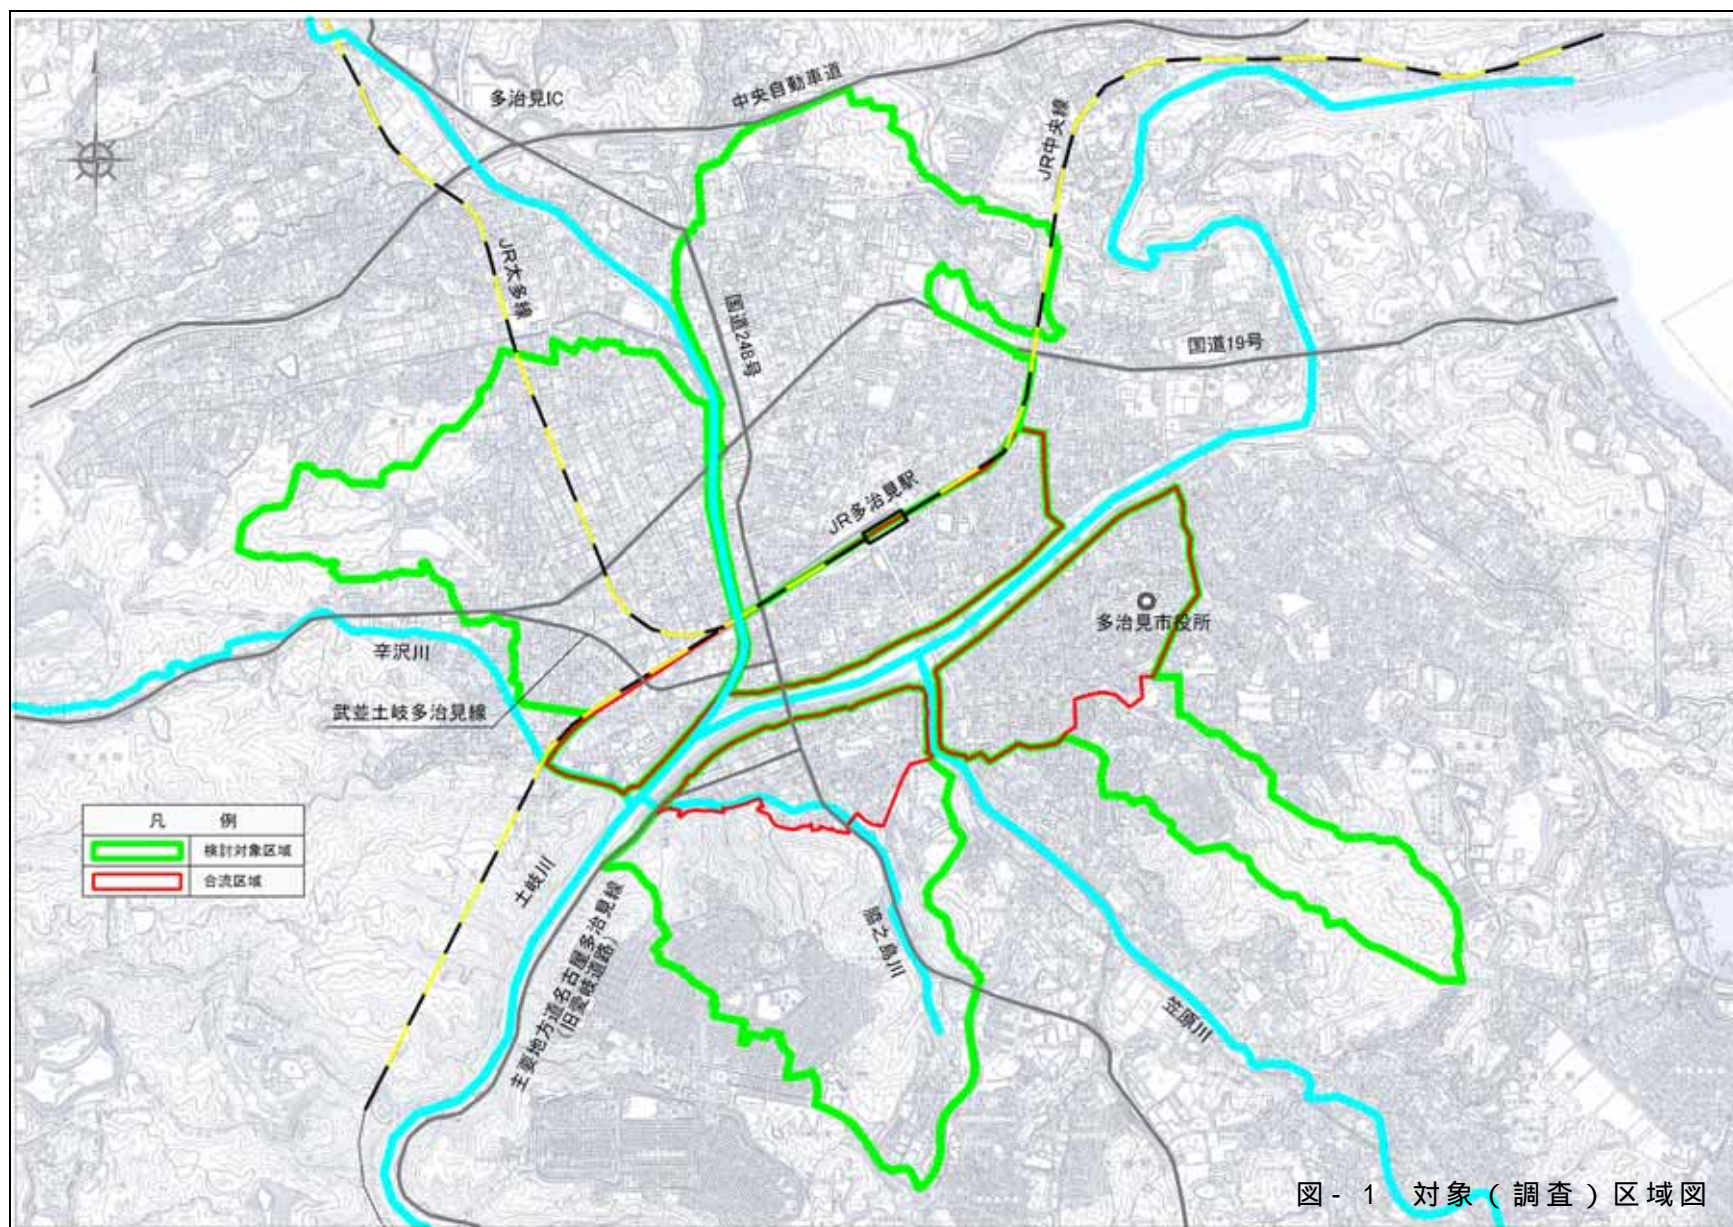 多治見IC
中央自動車道
JR中央線
JR太多線
国道248号
国道19号
JR多治見駅
多治見市役所
辛沢川
武並土岐多治見線
凡 例
検討対象区域
合流区域
土岐川
主要地方道名古屋多治見線
（旧愛岐道路）
脇之島川
笠原川
図- 1 対象（調査）区域図